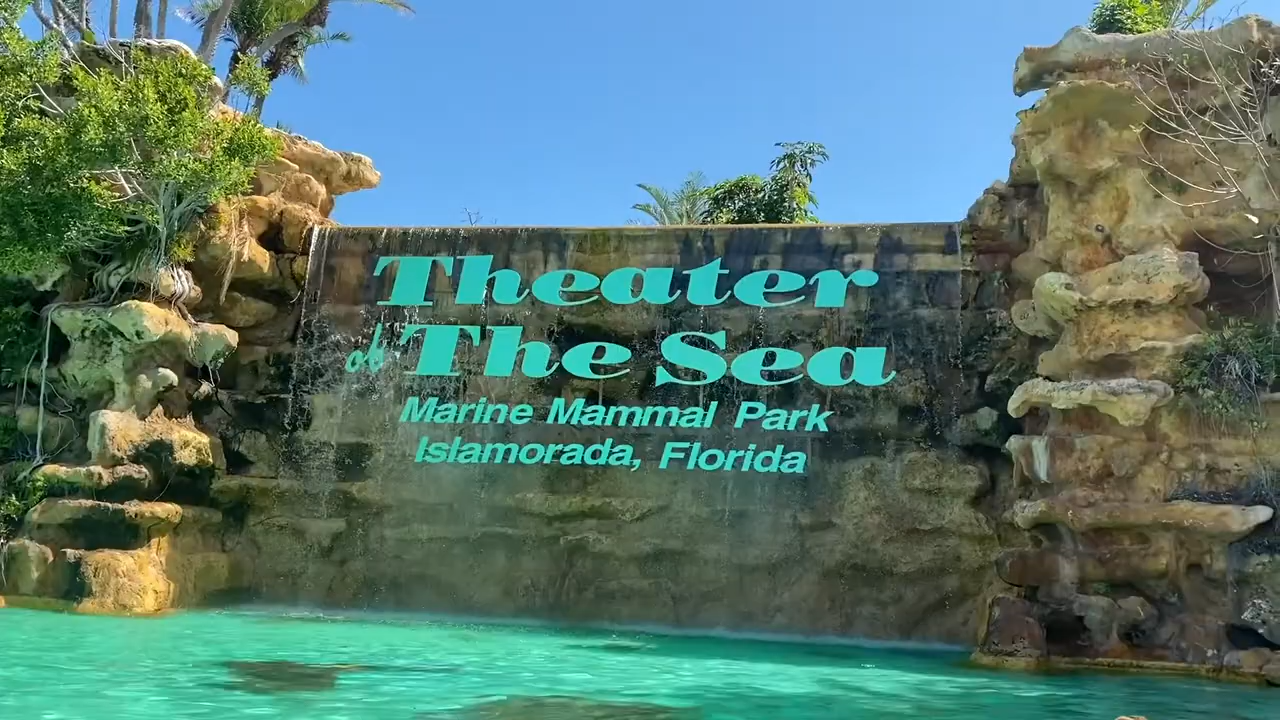 Theater
of The Sea
Marine Mammal Park
Islamorada, Florida